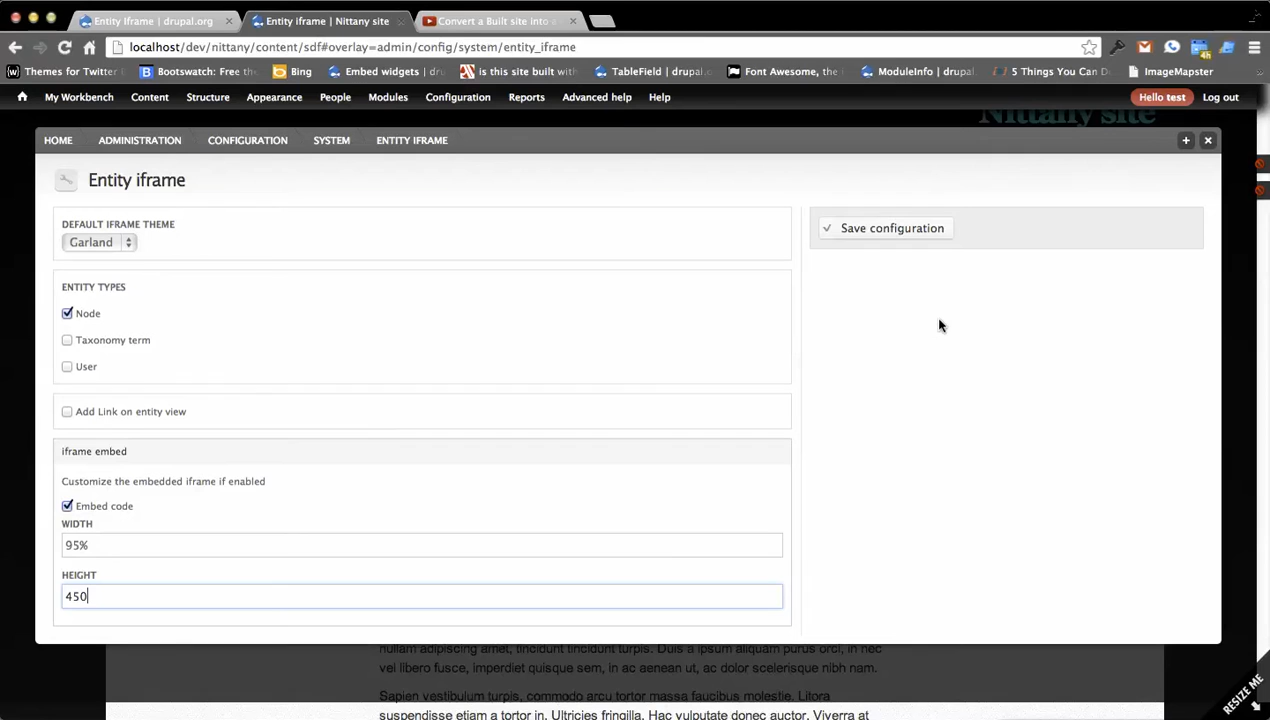 Entity Iframe | drupal.org
Entity iframe | Nittany site
Convert a Built site into a
localhost/dev/nittany/content/sdf#overlay=admin/config/system/entity_iframe
Themes for Twitter
Bootswatch: Free the
Bing
Embed widgets | dru
is this site built with
TableField | drupal.o
Font Awesome, the
ModuleInfo | drupal
5 Things You Can D
ImageMapster
My Workbench
Content
Structure
Appearance
People
Modules
Configuration
Reports
Advanced help
Help
Hello test
Log out
Nittany site
HOME
ADMINISTRATION
CONFIGURATION
SYSTEM
ENTITY IFRAME
Entity iframe
DEFAULT IFRAME THEME
Garland
Save configuration
ENTITY TYPES
Node
Taxonomy term
User
Add Link on entity view
iframe embed
Customize the embedded iframe if enabled
Embed code
WIDTH
95%
HEIGHT
450
nullam adipiscing amet, tincidunt tincidunt turpis. Duis a ipsum aliquam purus orci, in nec
vel libero fusce, imperdiet quisque sem, in ac aenean ut, ac dolor scelerisque nibh nam.
Sapien vestibulum turpis, commodo arcu tortor massa faucibus molestie. Litora
suspendisse etiam a tortor in. Ultricies fringilla. Hac vulputate donec auctor. Viverra at
RESIZE ME